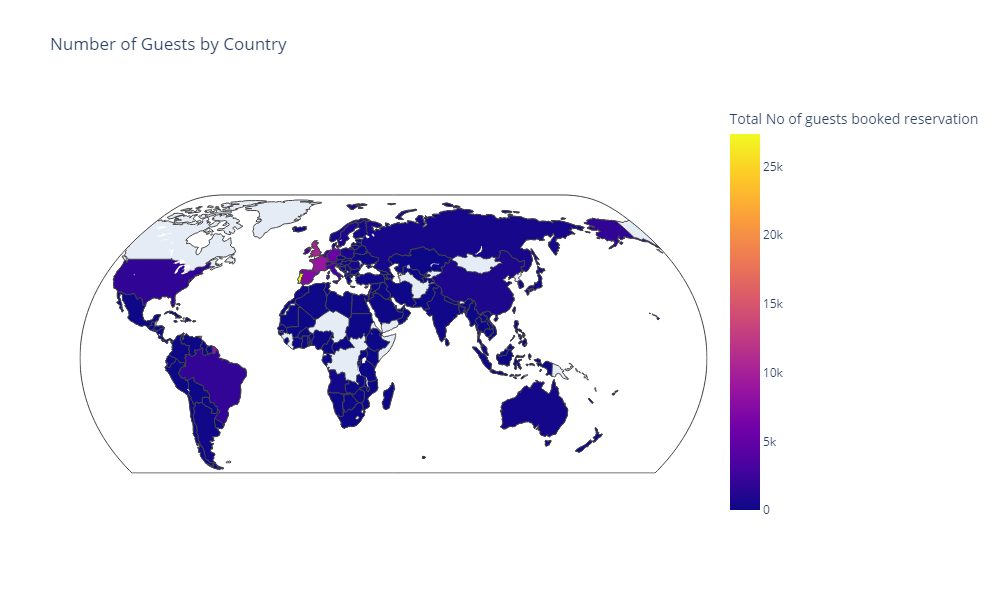 Number of Guests by Country
Total No of guests booked reservation
25k
20k
15k
10k
5k
0